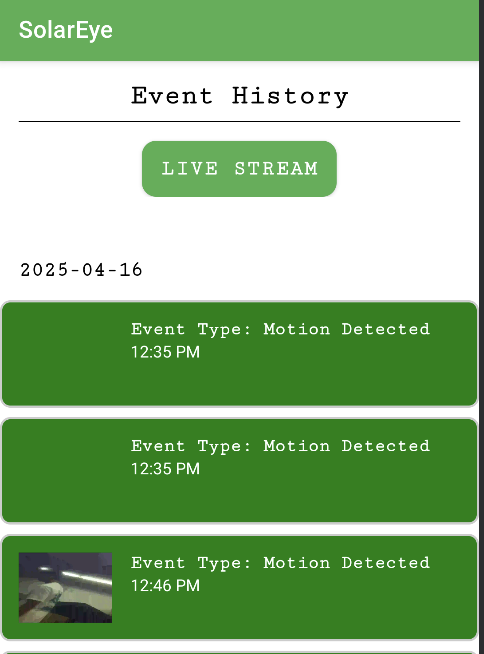 SolarEye
Event History
LIVE STREAM
2025-04-16
Event Type: Motion Detected
12:35 PM
Event Type: Motion Detected
12:35 PM
Event Type: Motion Detected
12:46 PM